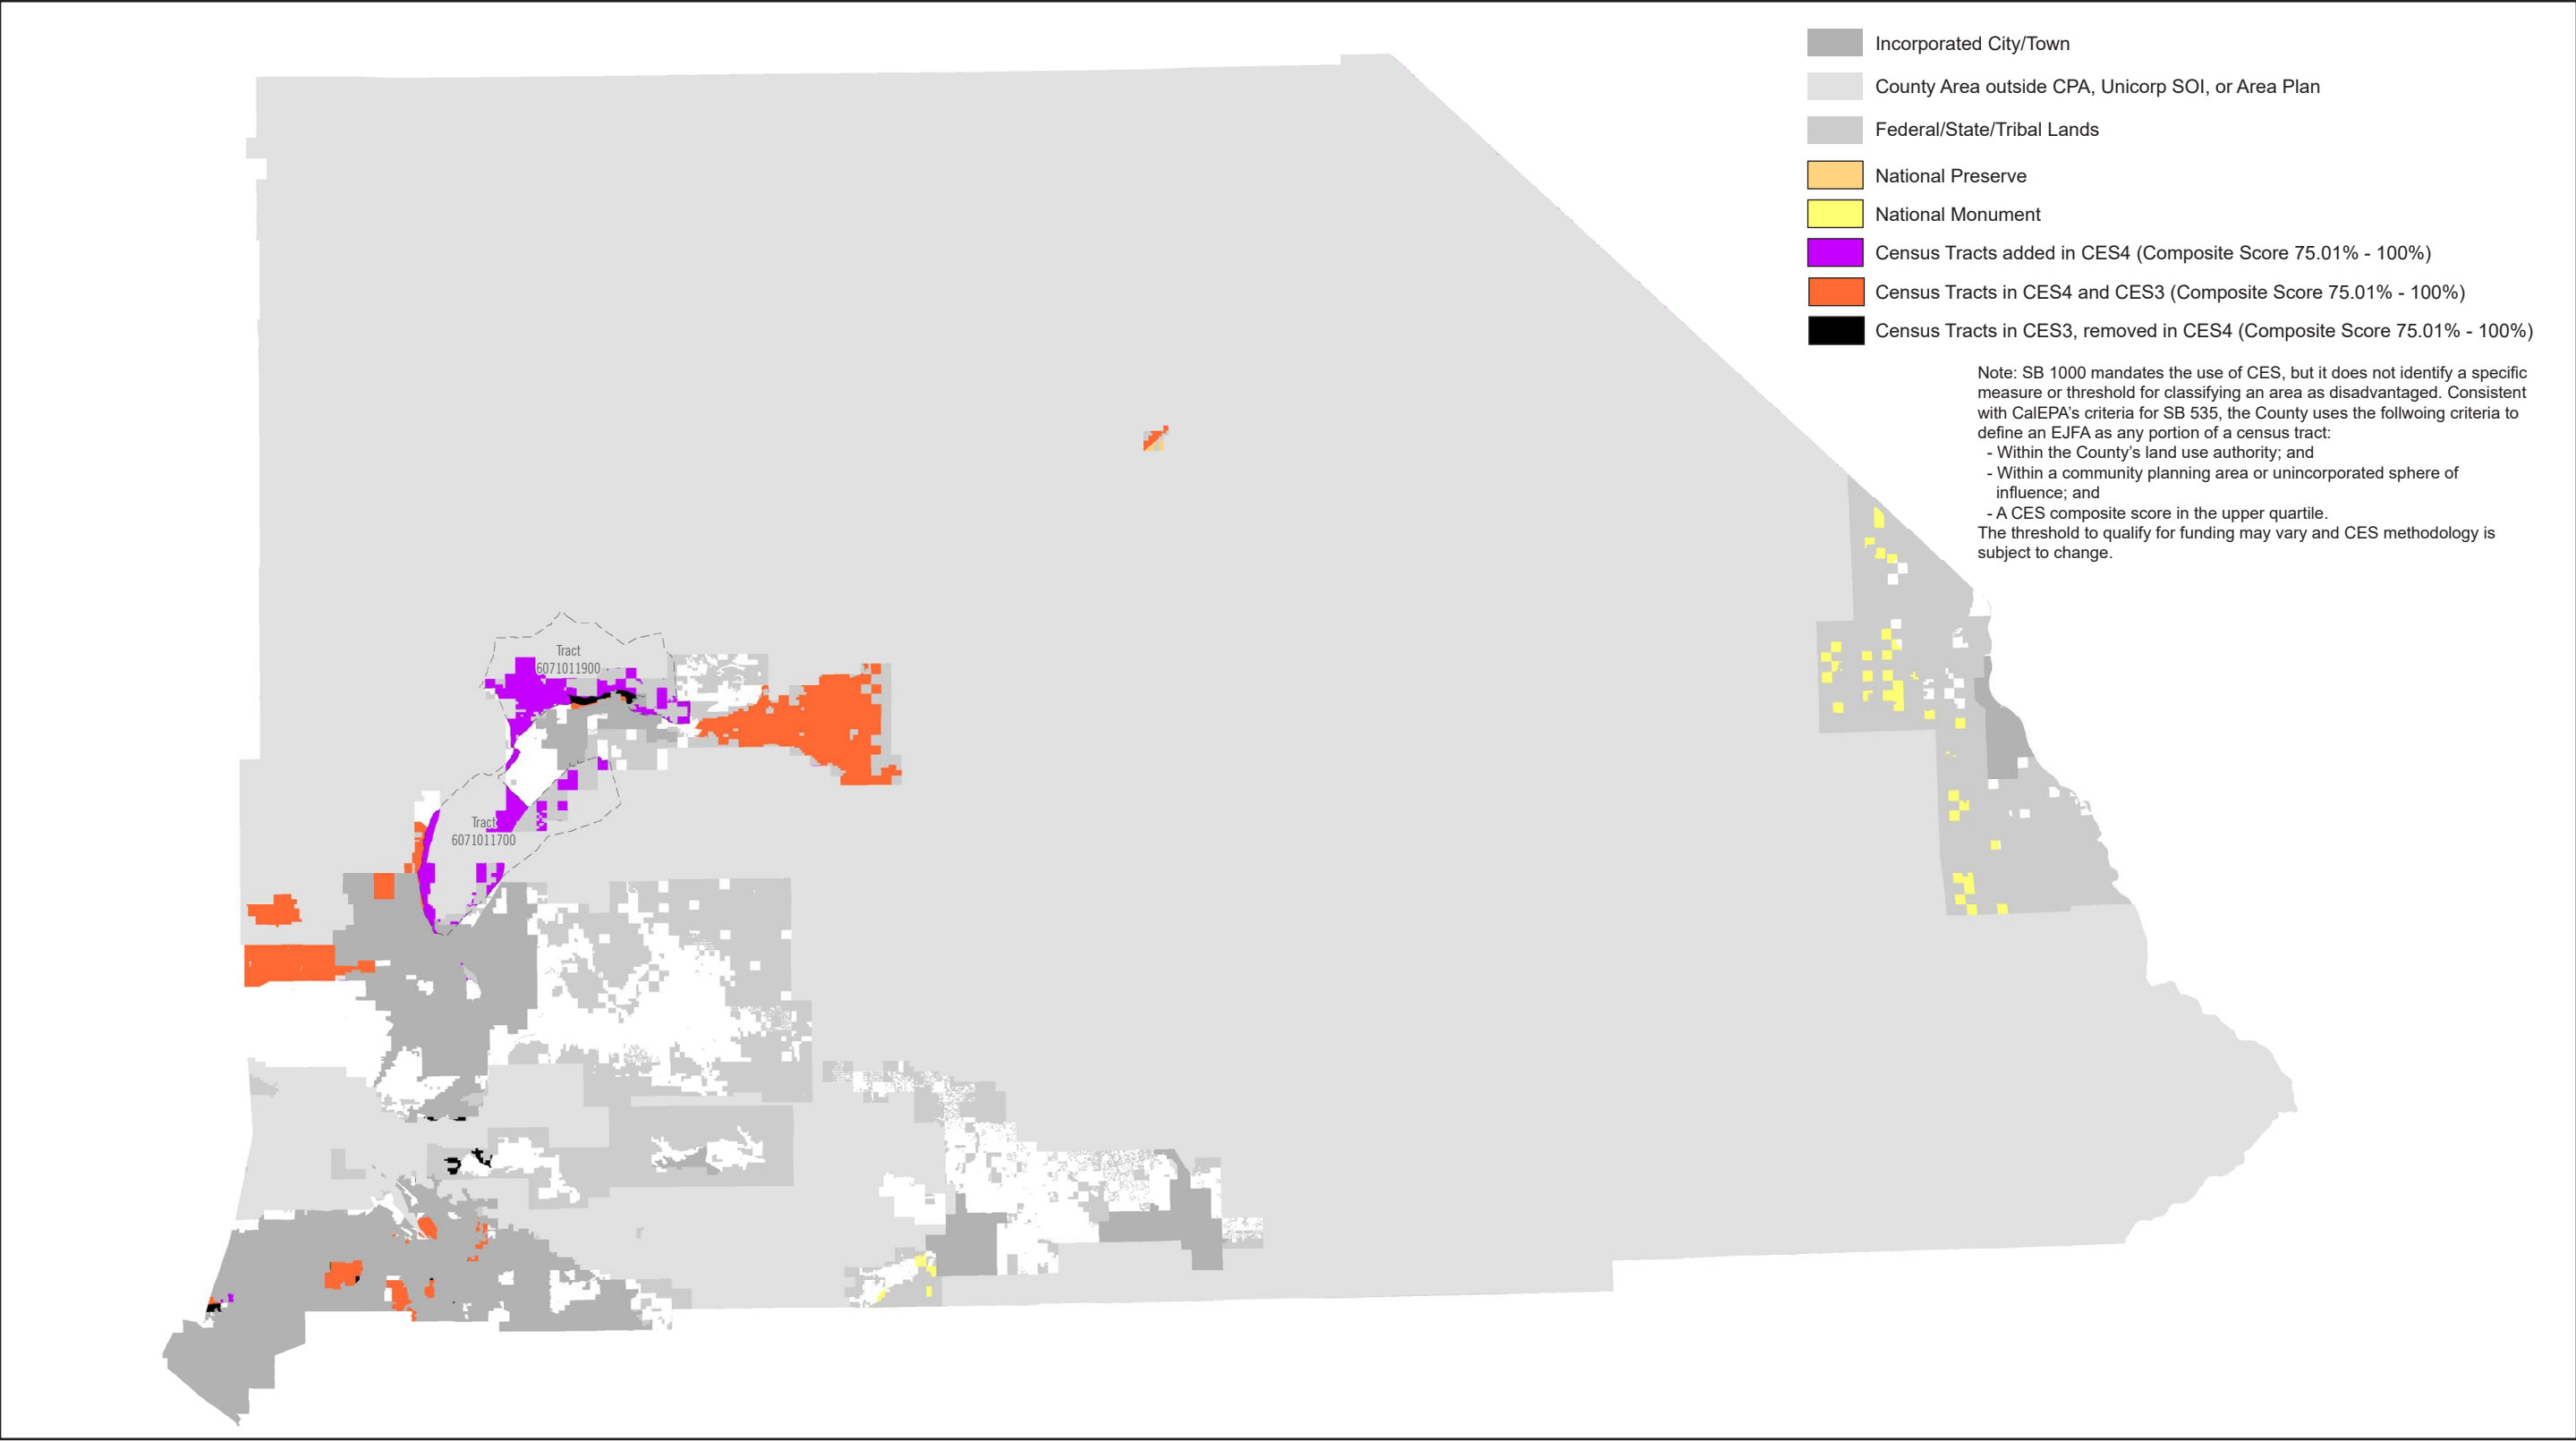 Incorporated City/Town
County Area outside CPA, Unicorp SOI, or Area Plan
Federal/State/Tribal Lands
National Preserve
National Monument
Census Tracts added in CES4 (Composite Score 75.01% - 100%)
Census Tracts in CES4 and CES3 (Composite Score 75.01% - 100%)
Census Tracts in CES3, removed in CES4 (Composite Score 75.01% - 100%)
Note: SB 1000 mandates the use of CES, but it does not identify a specific
measure or threshold for classifying an area as disadvantaged. Consistent
with CalEPA's criteria for SB 535, the County uses the follwoing criteria to
define an EJFA as any portion of a census tract:
- Within the County's land use authority; and
- Within a community planning area or unincorporated sphere of
influence; and
- A CES composite score in the upper quartile.
The threshold to qualify for funding may vary and CES methodology is
subject to change.
Tract
6071011900
Tract
6071011700